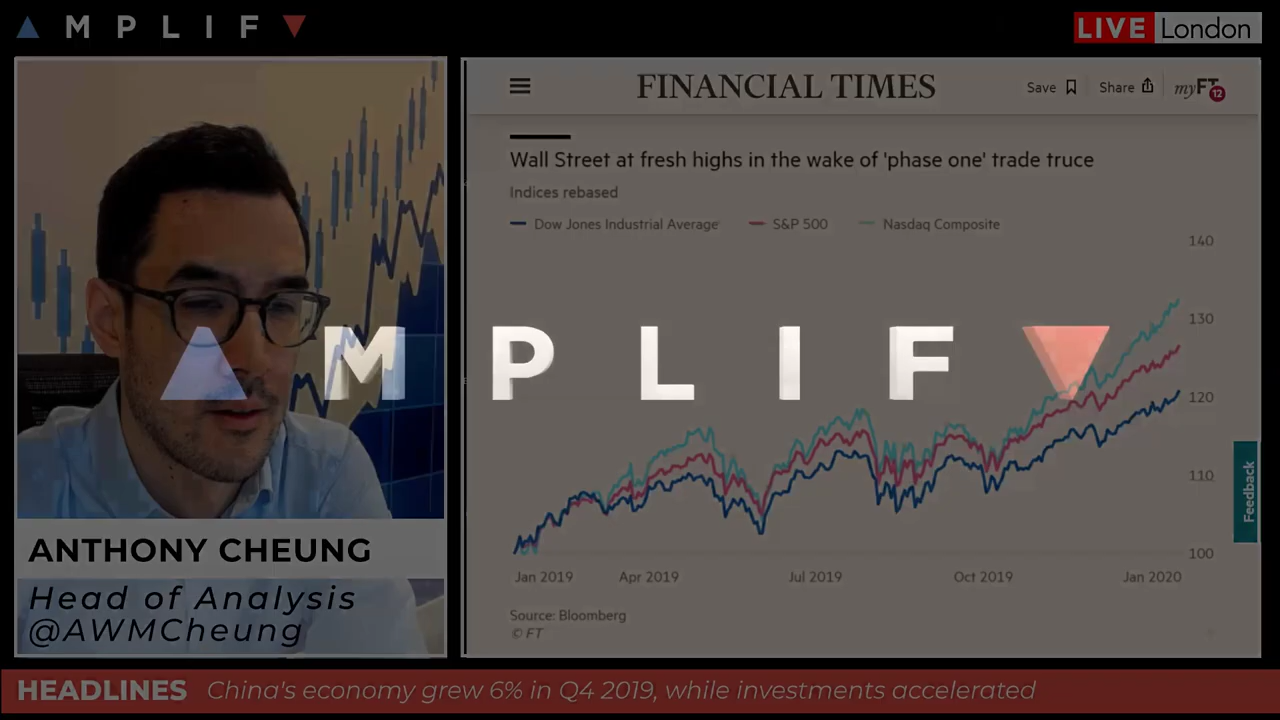 MPLIF
LIVE London
FINANCIAL TIMES
Save
Share
myFT
12
Wall Street at fresh highs in the wake of 'phase one' trade truce
Indices rebased
Dow Jones Industrial Average
S&P 500
Nasdaq Composite
140
130
120
110
100
MPLIF
Feedback
Jan 2019
Apr 2019
Jul 2019
Oct 2019
Jan 2020
Source: Bloomberg
© FT
ANTHONY CHEUNG
Head of Analysis
@AWMCheung
HEADLINES China's economy grew 6% in Q4 2019, while investments accelerated